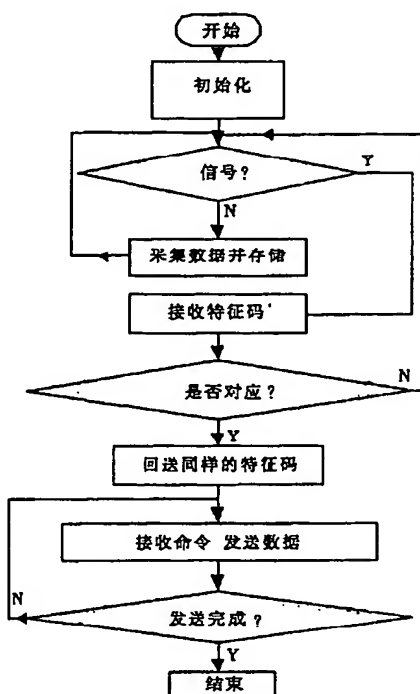 开始
初始化
信号？
Y
N
采集数据并存储
接收特征码
是否对应？
N
Y
回送同样的特征码
接收命令 发送数据
N
发送完成？
Y
结束